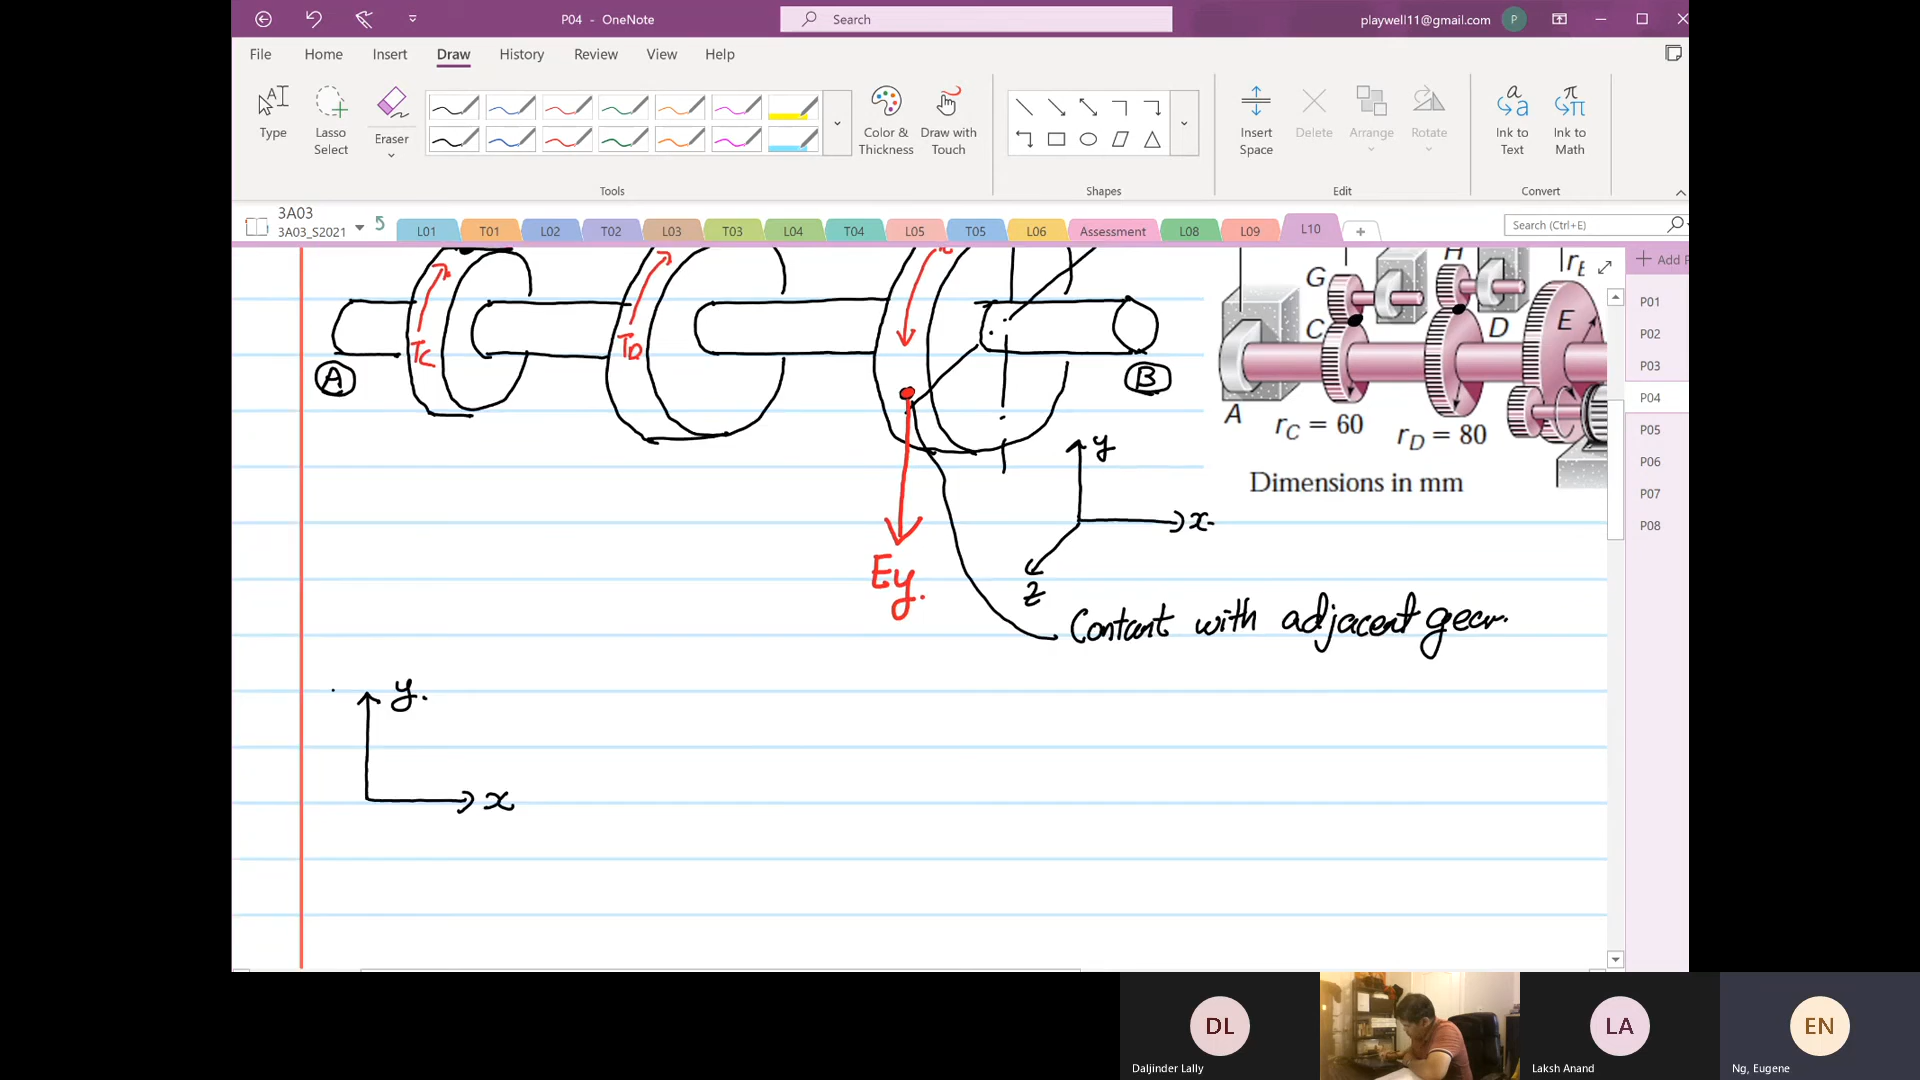 P04 - OneNote
Search
playwell11@gmail.com
P
File Home Insert Draw History Review View Help
Type
Lasso Select
Eraser
Color & Thickness
Draw with Touch
Insert Space
Delete
Arrange
Rotate
Ink to Text
Ink to Math
Tools
Shapes
Edit
Convert
3A03
3A03_S2021
L01 T01 L02 T02 L03 T03 L04 T04 L05 T05 L06 Assessment L08 L09 L10
Search (Ctrl+E)
Add P
P01
P02
P03
P04
P05
P06
P07
P08
TC
TD
A
B
G
H
rE
C
D
E
A
rC = 60
rD = 80
Dimensions in mm
y
x
z
Ey.
Contant with adjacent gear.
y.
x
DL
LA
EN
Daljinder Lally
Laksh Anand
Ng, Eugene